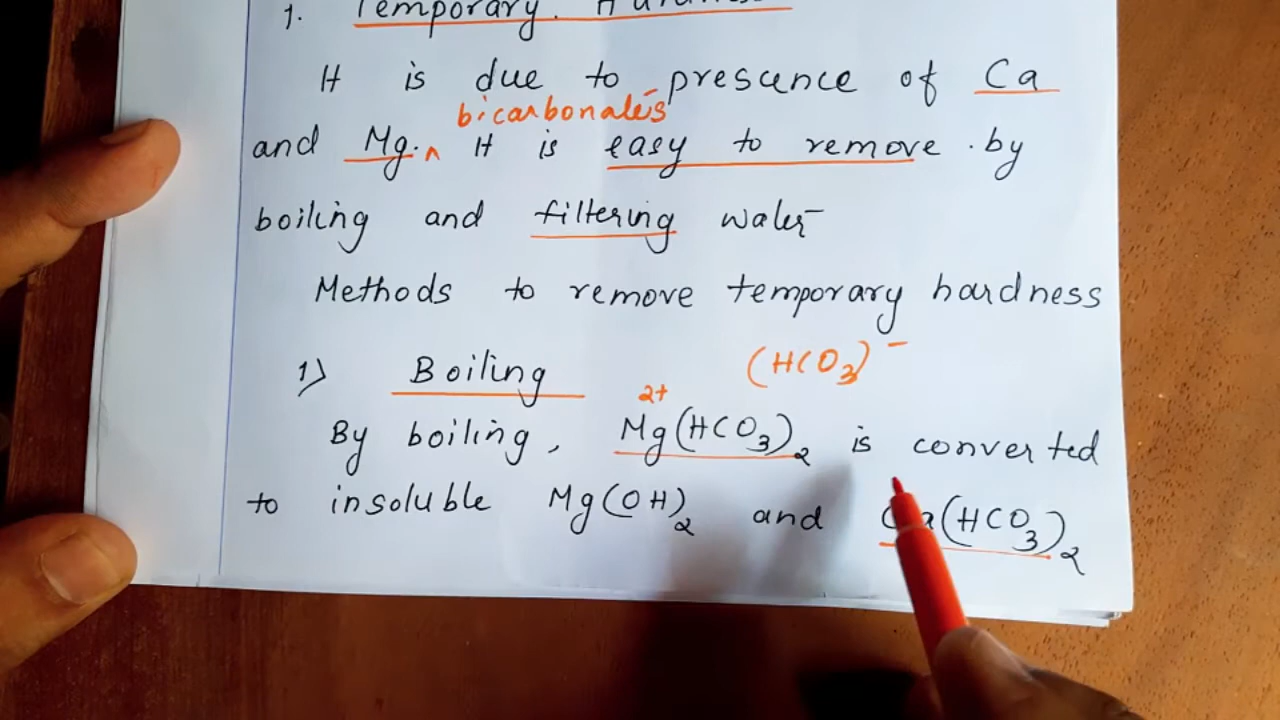 1. Temporary Hardness
It is due to presence of Ca
bicarbonates
and Mg.^ It is easy to remove by
boiling and filtering water
Methods to remove temporary hardness
1) Boiling (HCO3)-
2+
By boiling, Mg(HCO3)2 is converted
to insoluble Mg(OH)2 and Ca(HCO3)2